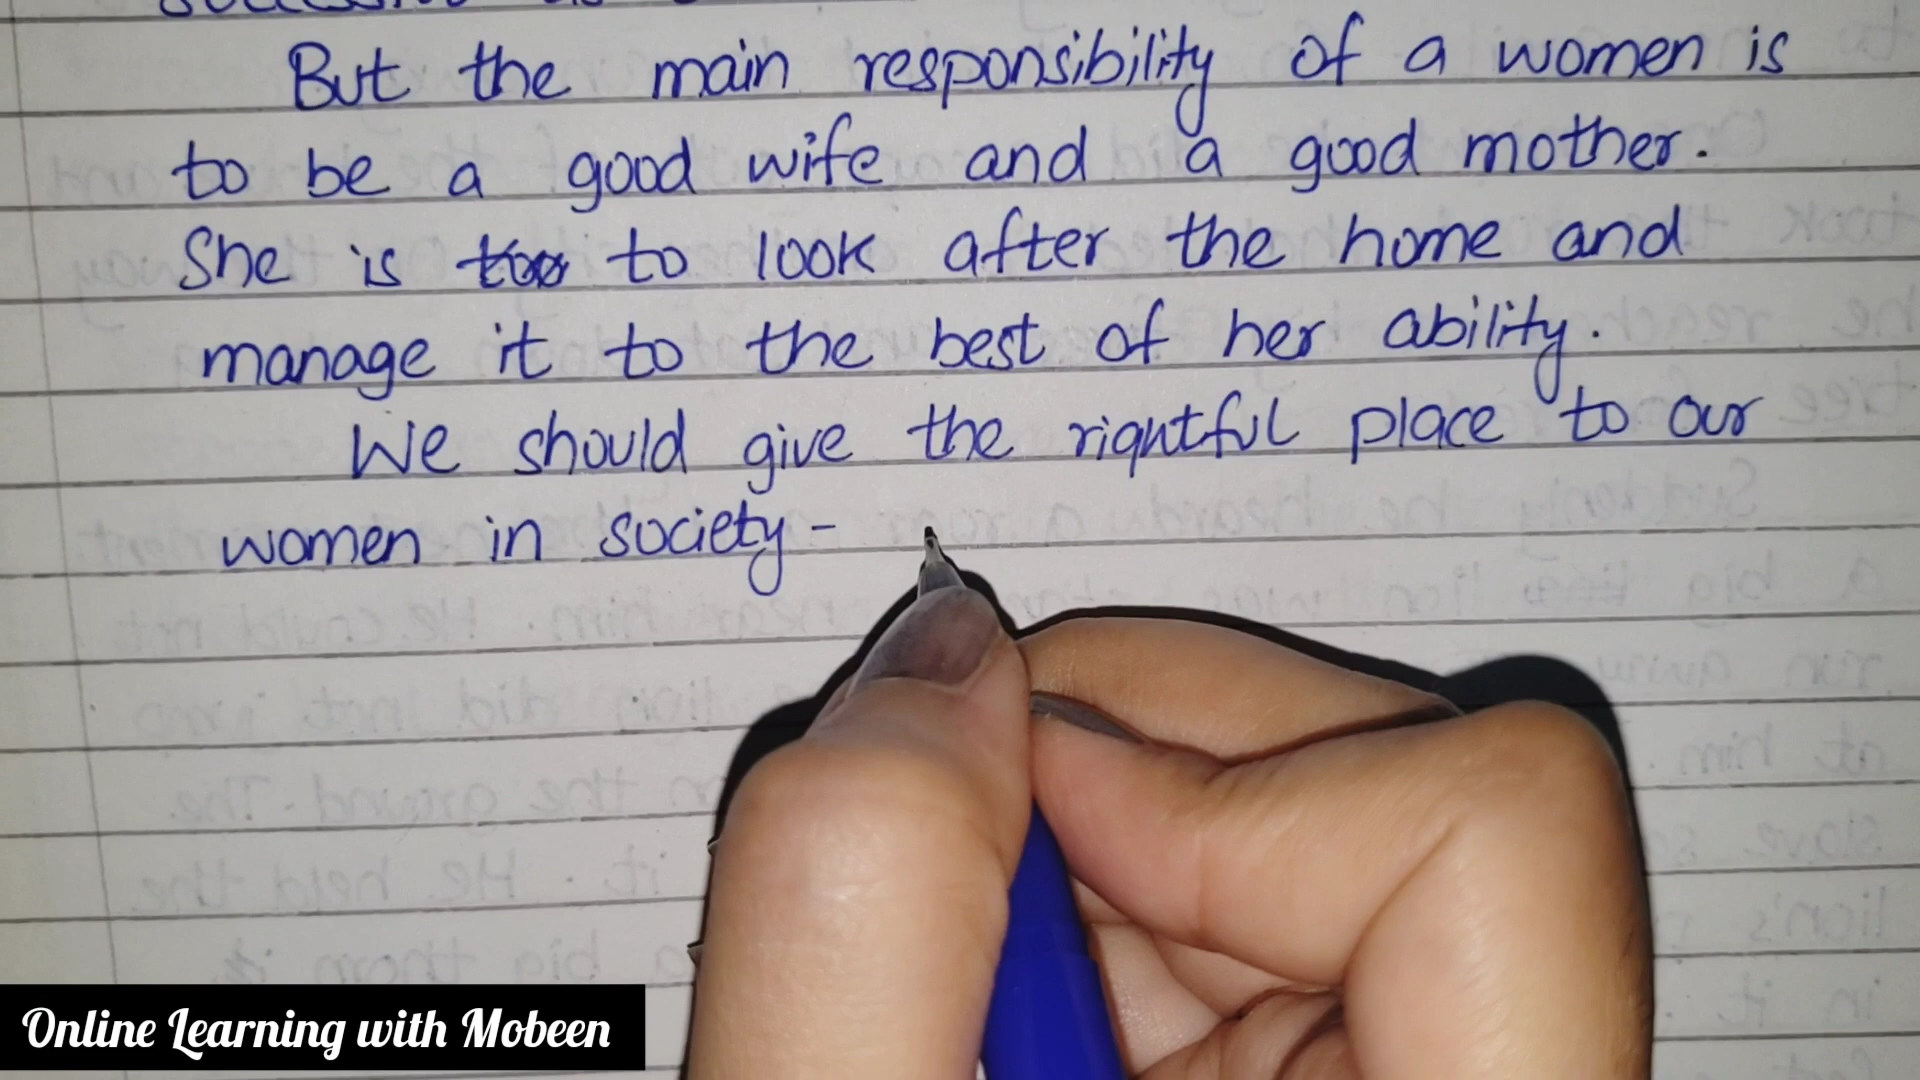 But the main responsibility of a women is
to be a good wife and a good mother.
She is to look after the home and
manage it to the best of her ability.
We should give the rightful place to our
women in society -
Online Learning with Mobeen